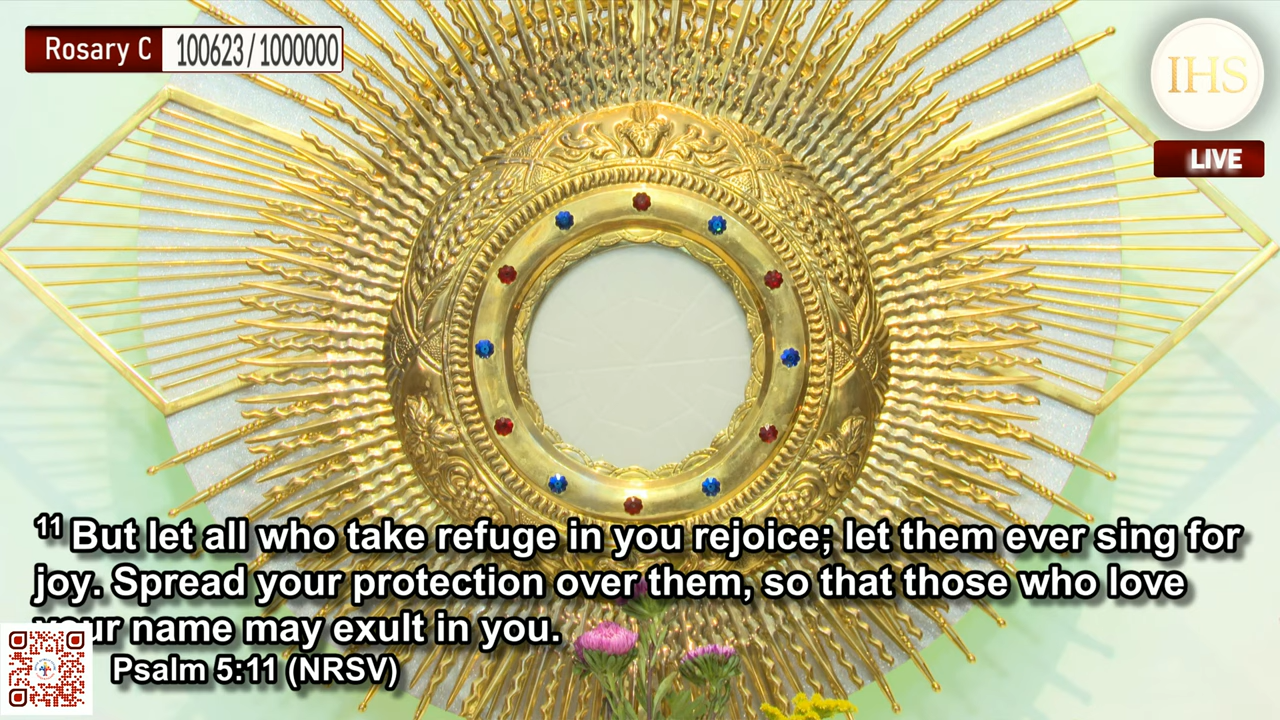 Rosary C 100623/1000000
IHS
LIVE
11 But let all who take refuge in you rejoice; let them ever sing for
joy. Spread your protection over them, so that those who love
your name may exult in you.
Psalm 5:11 (NRSV)